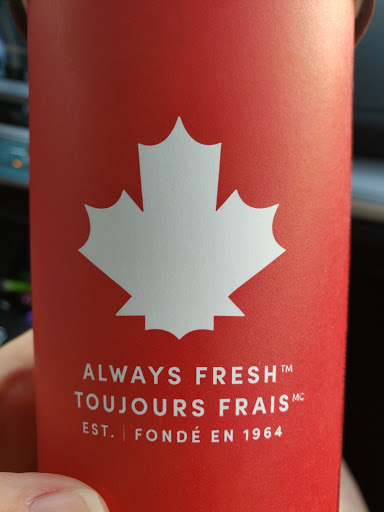 ALWAYS FRESH™
TOUJOURS FRAIS MC
EST. | FONDÉ EN 1964